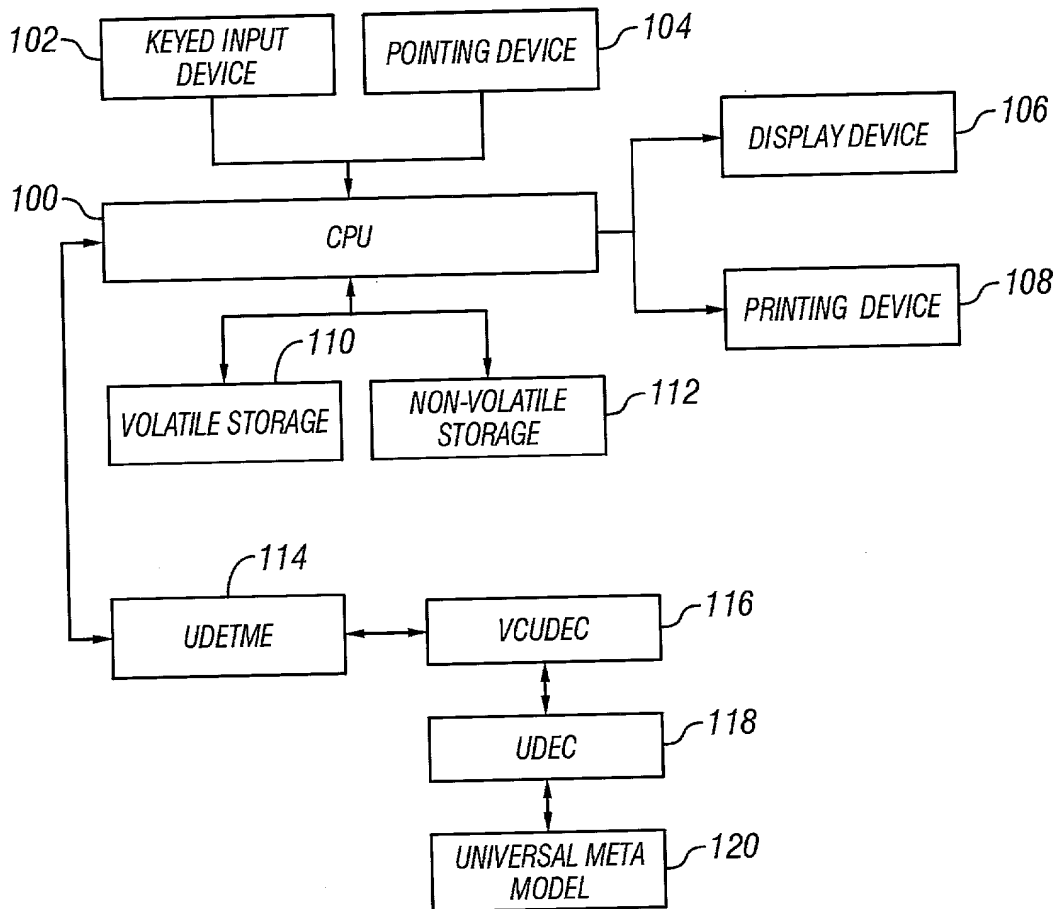 102
KEYED INPUT
DEVICE
POINTING DEVICE
104
DISPLAY DEVICE
106
100
CPU
PRINTING DEVICE
108
110
VOLATILE STORAGE
NON-VOLATILE
STORAGE
112
114
UDETME
VCUDEC
116
UDEC
118
UNIVERSAL META
MODEL
120